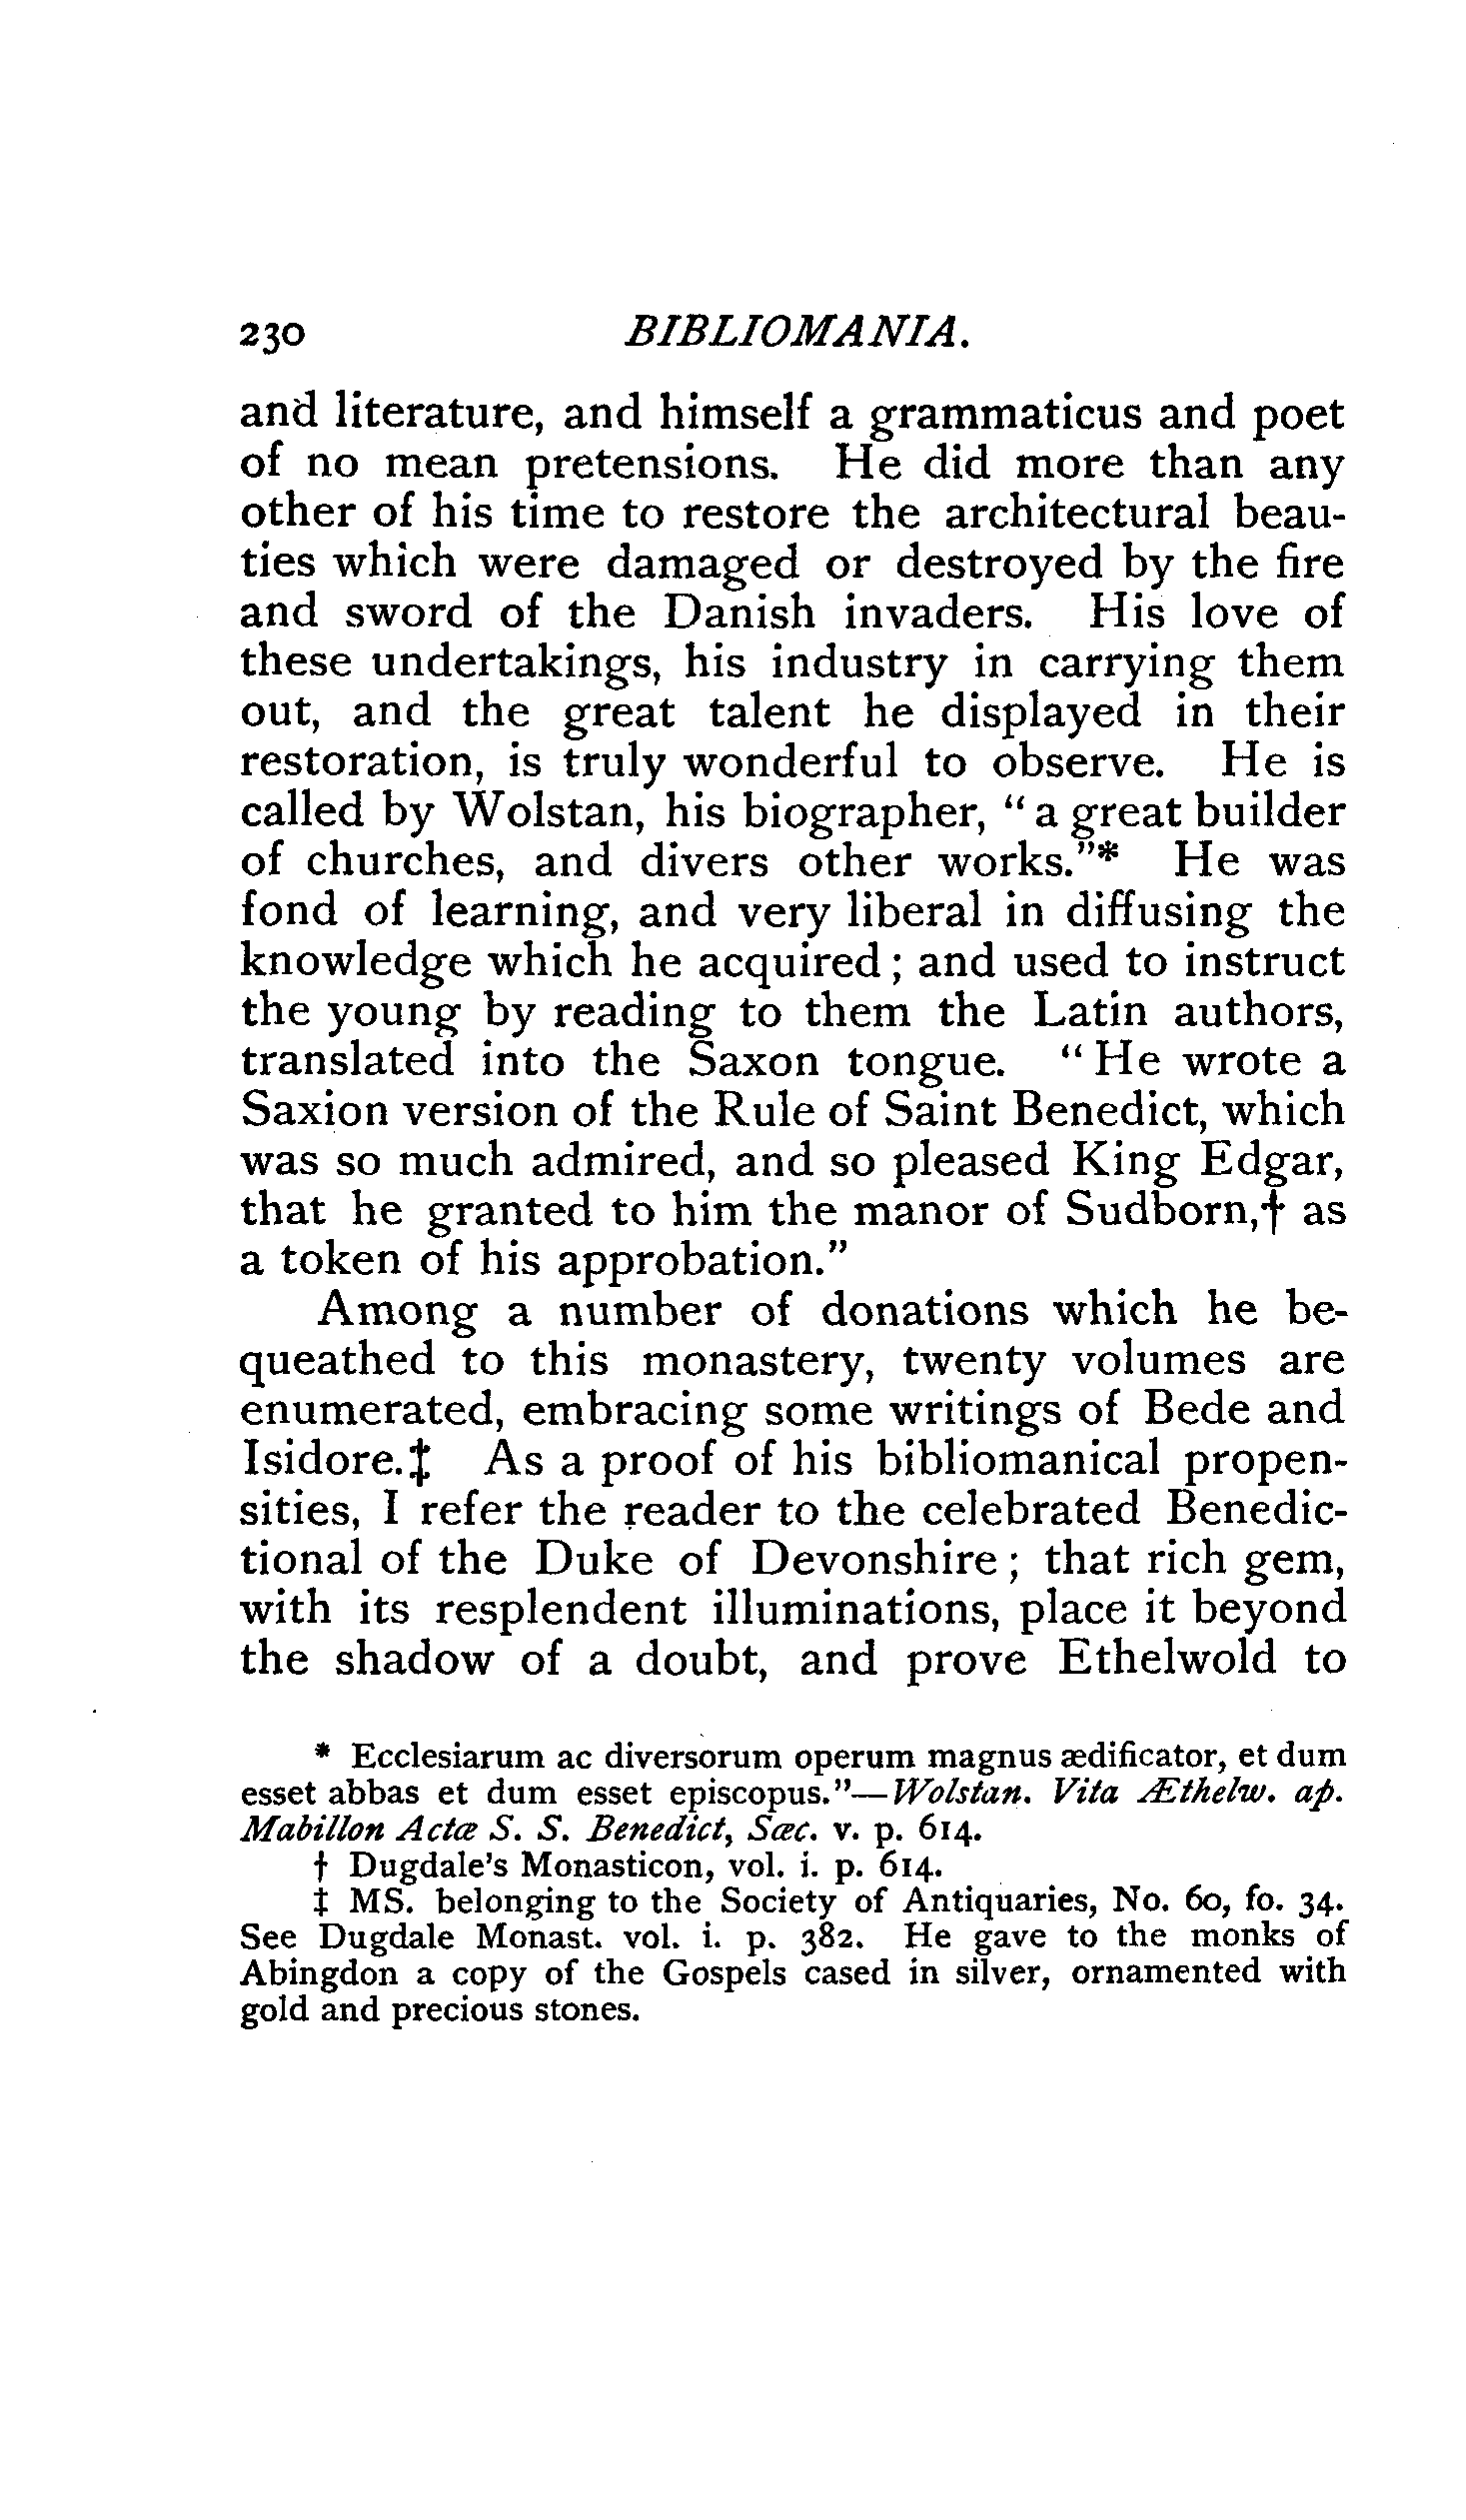 230 BIBLIOMANIA.
and literature, and himself a grammaticus and poet
of no mean pretensions. He did more than any
other of his time to restore the architectural beau-
ties which were damaged or destroyed by the fire
and sword of the Danish invaders. His love of
these undertakings, his industry in carrying them
out, and the great talent he displayed in their
restoration, is truly wonderful to observe. He is
called by Wolstan, his biographer, “a great builder
of churches, and divers other works.”* He was
fond of learning, and very liberal in diffusing the
knowledge which he acquired; and used to instruct
the young by reading to them the Latin authors,
translated into the Saxon tongue. “He wrote a
Saxion version of the Rule of Saint Benedict, which
was so much admired, and so pleased King Edgar,
that he granted to him the manor of Sudborn,† as
a token of his approbation.”
Among a number of donations which he be-
queathed to this monastery, twenty volumes are
enumerated, embracing some writings of Bede and
Isidore.‡ As a proof of his bibliomanical propen-
sities, I refer the reader to the celebrated Benedic-
tional of the Duke of Devonshire; that rich gem,
with its resplendent illuminations, place it beyond
the shadow of a doubt, and prove Ethelwold to
* Ecclesiarum ac diversorum operum magnus ædificator, et dum
esset abbas et dum esset episcopus.”—Wolstan. Vita Æthelw. ap.
Mabillon Actæ S. S. Benedict, Sæc. v. p. 614.
† Dugdale's Monasticon, vol. i. p. 614.
‡ MS. belonging to the Society of Antiquaries, No. 60, fo. 34.
See Dugdale Monast. vol. i. p. 382. He gave to the monks of
Abingdon a copy of the Gospels cased in silver, ornamented with
gold and precious stones.